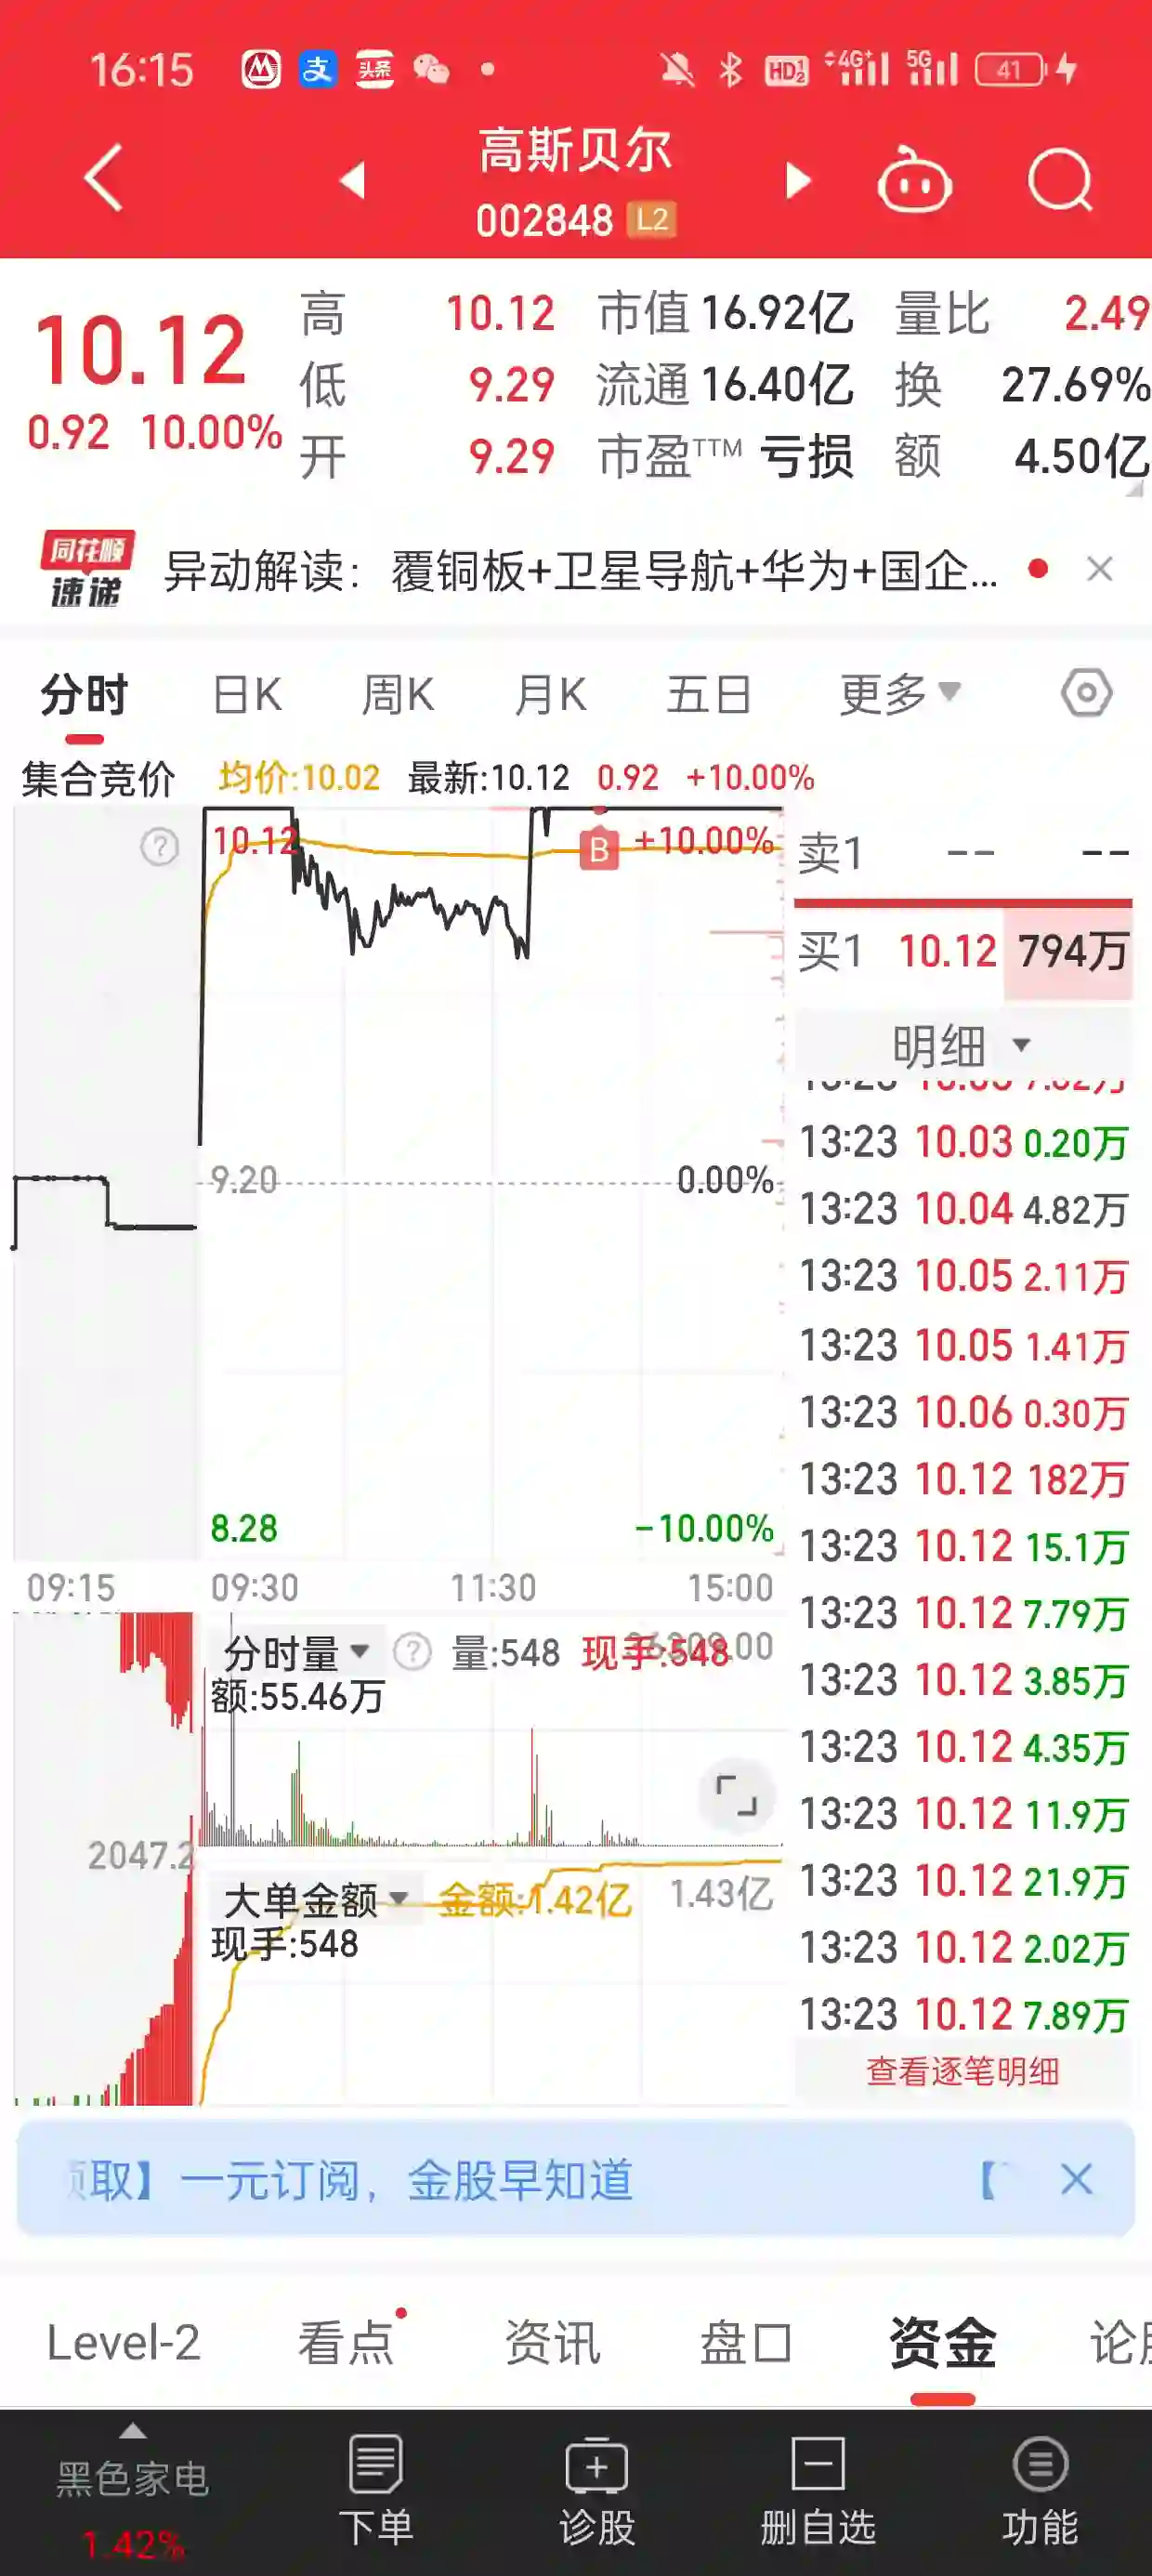 16:15 支 头条 HD 4G+ 5G 41
高斯贝尔
002848 L2
10.12
0.92 10.00%
高 10.12 市值 16.92亿 量比 2.49
低 9.29 流通 16.40亿 换 27.69%
开 9.29 市盈TTM 亏损 额 4.50亿
同花顺
速递
异动解读：覆铜板+卫星导航+华为+国企...
分时 日K 周K 月K 五日 更多
集合竞价 均价:10.02 最新:10.12 0.92 +10.00%
10.12 B +10.00%
9.20 0.00%
8.28 -10.00%
09:15 09:30 11:30 15:00
卖1 -- --
买1 10.12 794万
明细
13:23 10.03 0.20万
13:23 10.04 4.82万
13:23 10.05 2.11万
13:23 10.05 1.41万
13:23 10.06 0.30万
13:23 10.12 182万
13:23 10.12 15.1万
13:23 10.12 7.79万
13:23 10.12 3.85万
13:23 10.12 4.35万
13:23 10.12 11.9万
13:23 10.12 21.9万
13:23 10.12 2.02万
13:23 10.12 7.89万
查看逐笔明细
分时量 ? 量:548 现手:548
额:55.46万
2047.2
大单金额 金额:1.42亿 1.43亿
现手:548
取】一元订阅，金股早知道 【
Level-2 看点 资讯 盘口 资金 论
黑色家电
1.42%
下单 诊股 删自选 功能